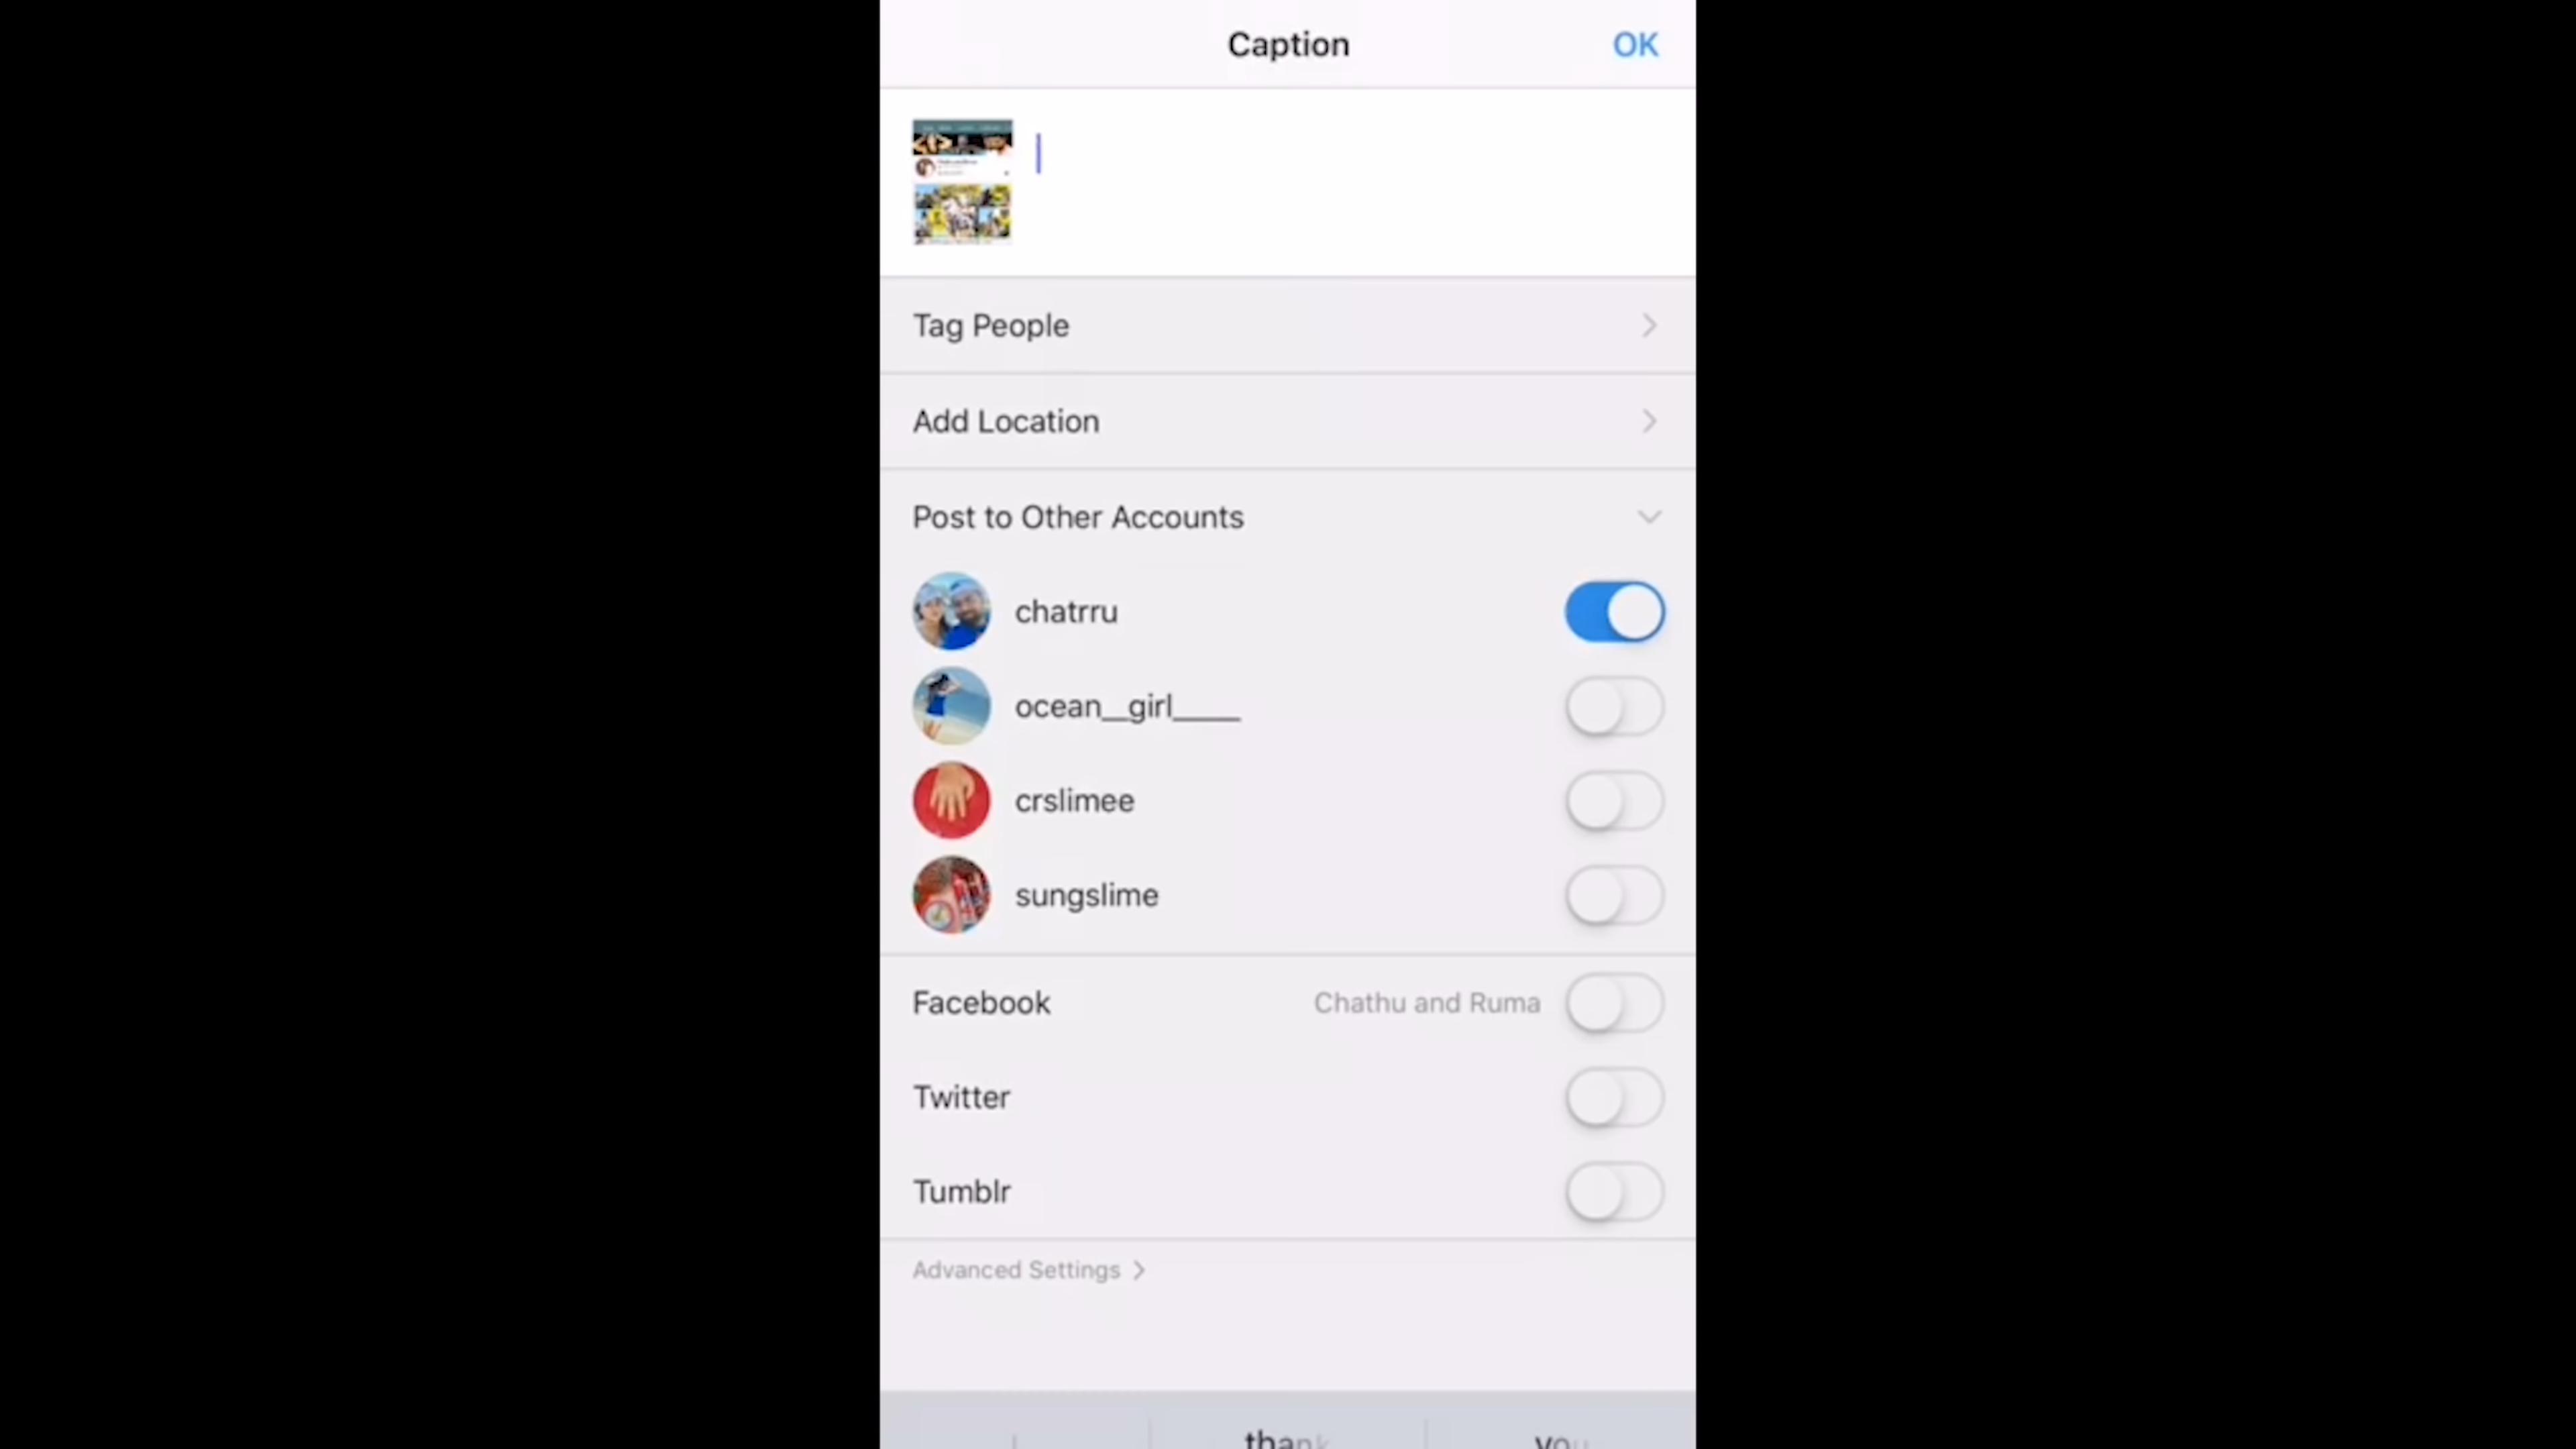 Caption
OK
Tag People
Add Location
Post to Other Accounts
chatrru
ocean__girl_____
crslimee
sungslime
Facebook Chathu and Ruma
Twitter
Tumblr
Advanced Settings